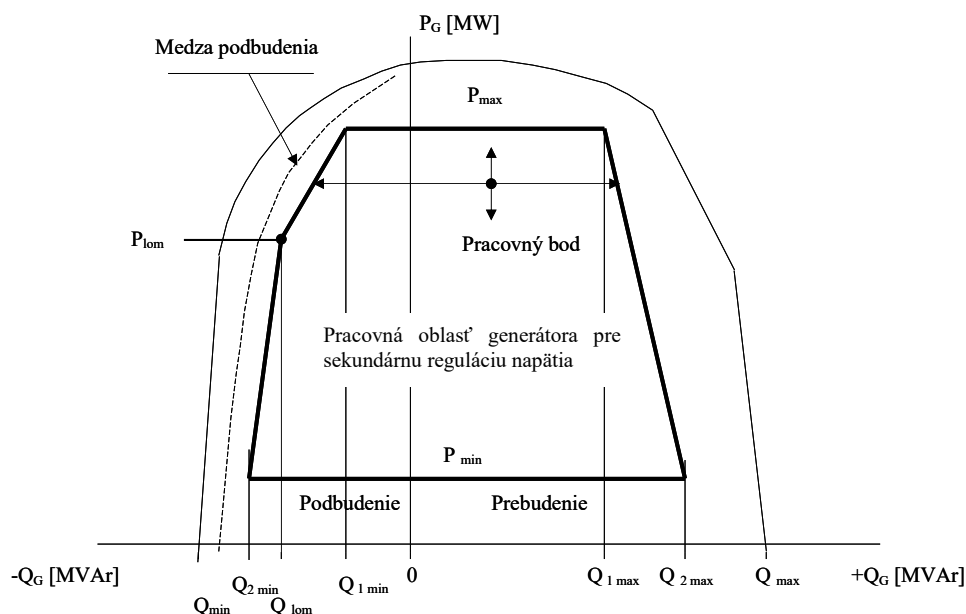 P_G [MW]
Medza podbudenia
P_max
P_lom
Pracovný bod
Pracovná oblasť generátora pre
sekundárnu reguláciu napätia
P_min
Podbudenie
Prebudenie
-Q_G [MVAr]
Q_min
Q_2 min
Q_lom
Q_1 min
0
Q_1 max
Q_2 max
Q_max
+Q_G [MVAr]